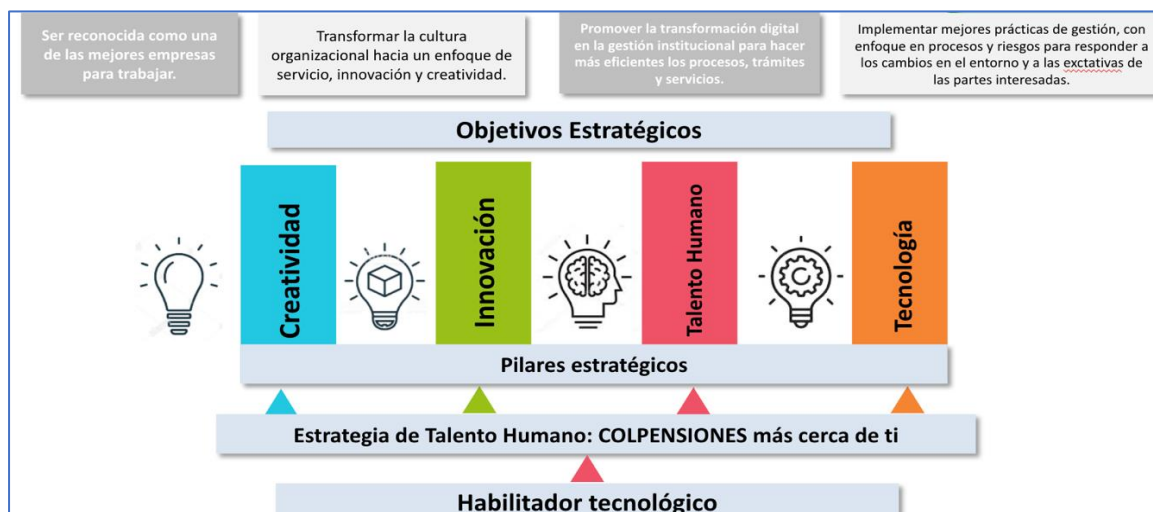 Ser reconocida como una
de las mejores empresas
para trabajar.
Transformar la cultura
organizacional hacia un enfoque de
servicio, innovación y creatividad.
Promover la transformación digital
en la gestión institucional para hacer
más eficientes los procesos, trámites
y servicios.
Implementar mejores prácticas de gestión, con
enfoque en procesos y riesgos para responder a
los cambios en el entorno y a las exctativas de
las partes interesadas.
Objetivos Estratégicos
Creatividad
Innovación
Talento Humano
Tecnología
Pilares estratégicos
Estrategia de Talento Humano: COLPENSIONES más cerca de ti
Habilitador tecnológico